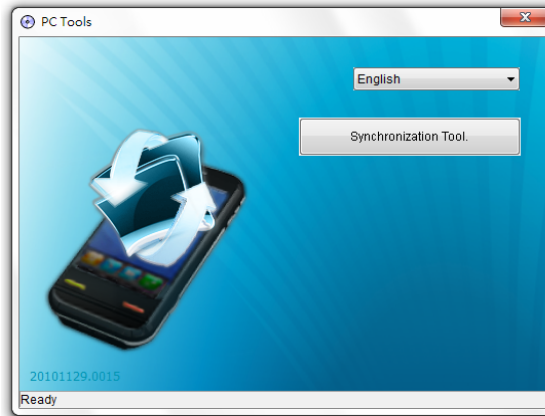 PC Tools
English
Synchronization Tool.
20101129.0015
Ready